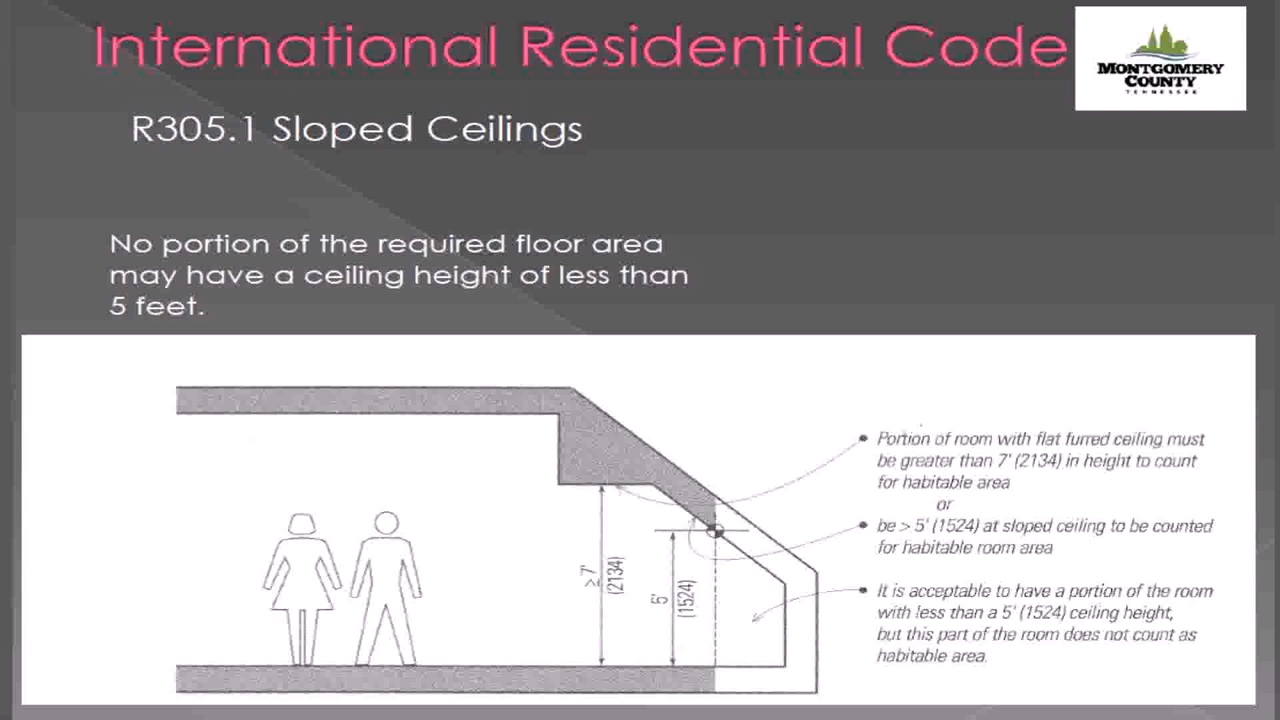 International Residential Code
MONTGOMERY
COUNTY
TENNESSEE
R305.1 Sloped Ceilings
No portion of the required floor area
may have a ceiling height of less than
5 feet.
Portion of room with flat furred ceiling must
be greater than 7' (2134) in height to count
for habitable area
or
be > 5' (1524) at sloped ceiling to be counted
for habitable room area
≥ 7'
(2134)
5'
(1524)
It is acceptable to have a portion of the room
with less than a 5' (1524) ceiling height,
but this part of the room does not count as
habitable area.